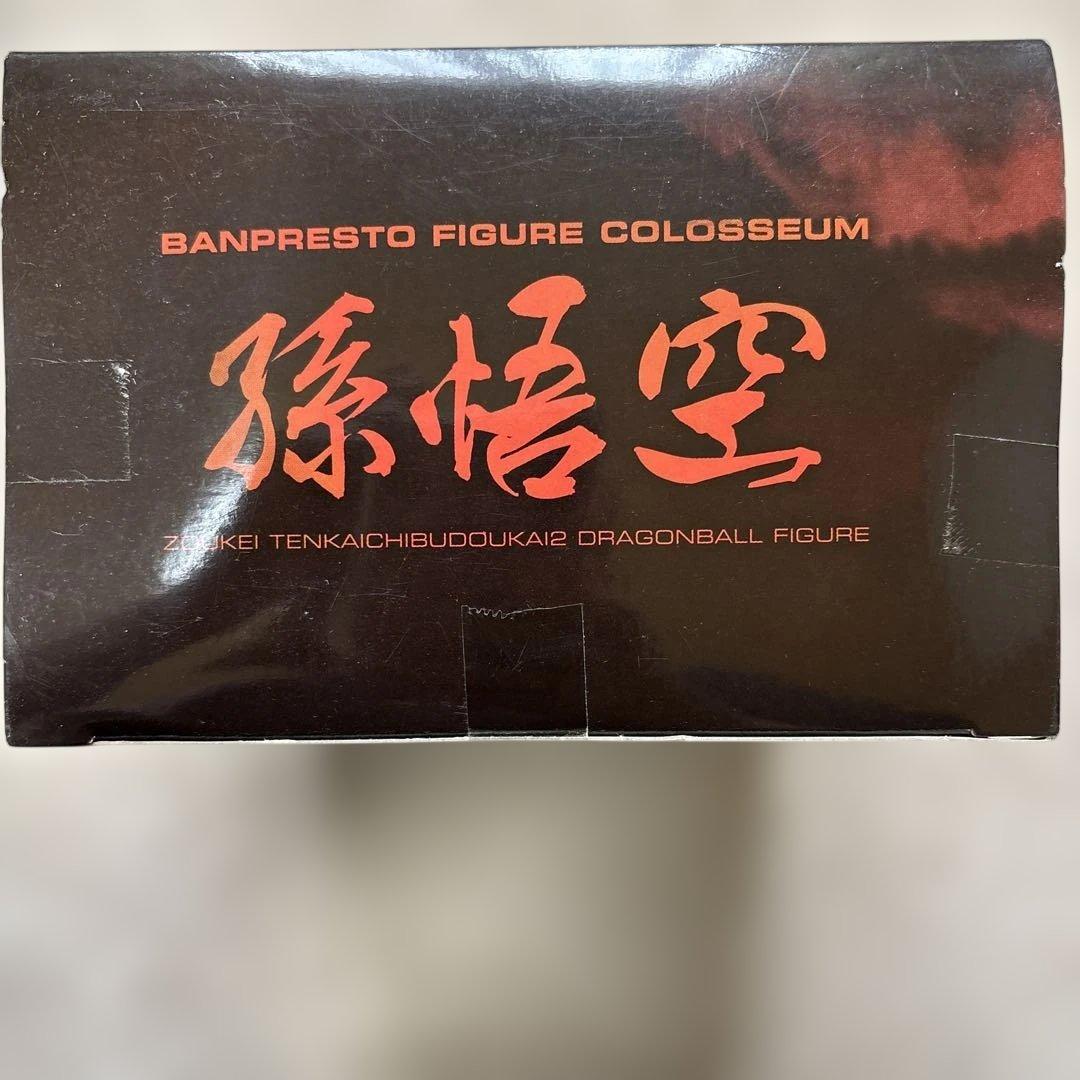 BANPRESTO FIGURE COLOSSEUM
孫悟空
ZOUKEI TENKAICHIBUDOUKAI2 DRAGONBALL FIGURE